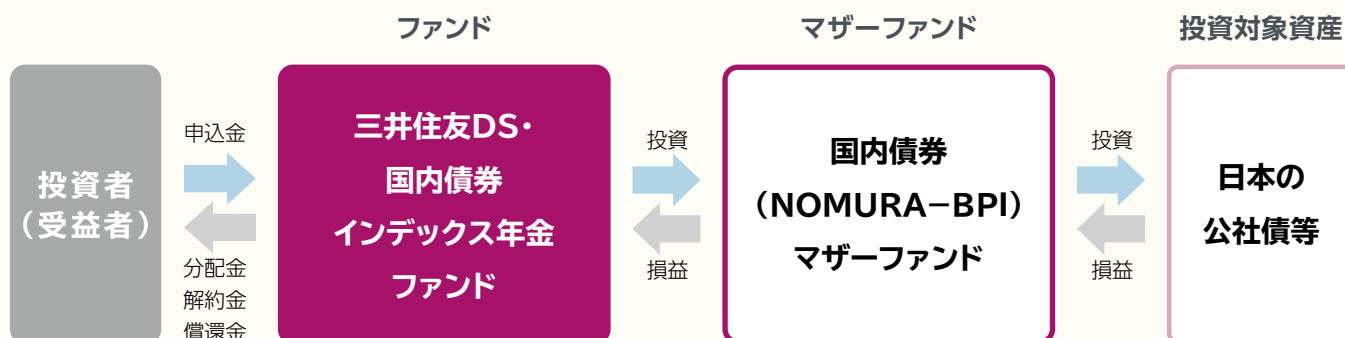 ファンド
マザーファンド
投資対象資産
投資者
（受益者）
申込金
分配金
解約金
償還金
三井住友DS・
国内債券
インデックス年金
ファンド
投資
損益
国内債券
（NOMURA−BPI）
マザーファンド
投資
損益
日本の
公社債等